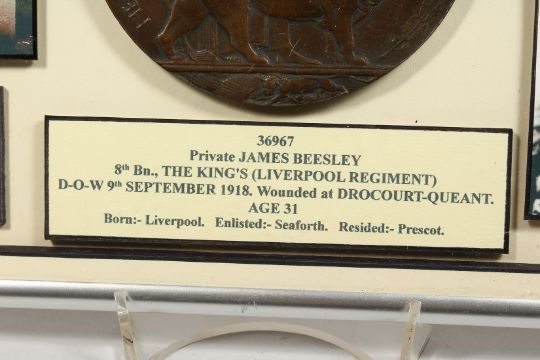 HE
36967
Private JAMES BEESLEY
8th Bn., THE KING'S (LIVERPOOL REGIMENT)
D-O-W 9th SEPTEMBER 1918. Wounded at DROCOURT-QUEANT.
AGE 31
Born:- Liverpool. Enlisted:- Seaforth. Resided:- Prescot.